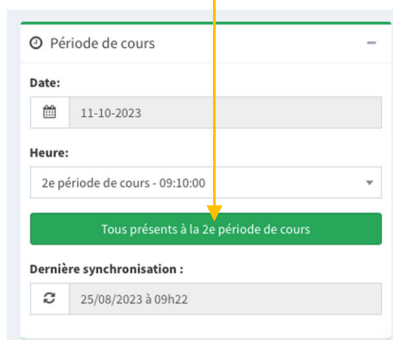 Période de cours
Date:
11-10-2023
Heure:
2e période de cours - 09:10:00
Tous présents à la 2e période de cours
Dernière synchronisation :
25/08/2023 à 09h22